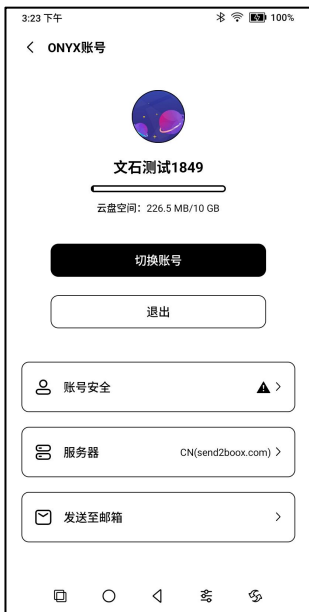 3:23 下午 100%
ONYX账号
文石测试1849
云盘空间：226.5 MB/10 GB
切换账号
退出
账号安全
服务器 CN(send2boox.com)
发送至邮箱